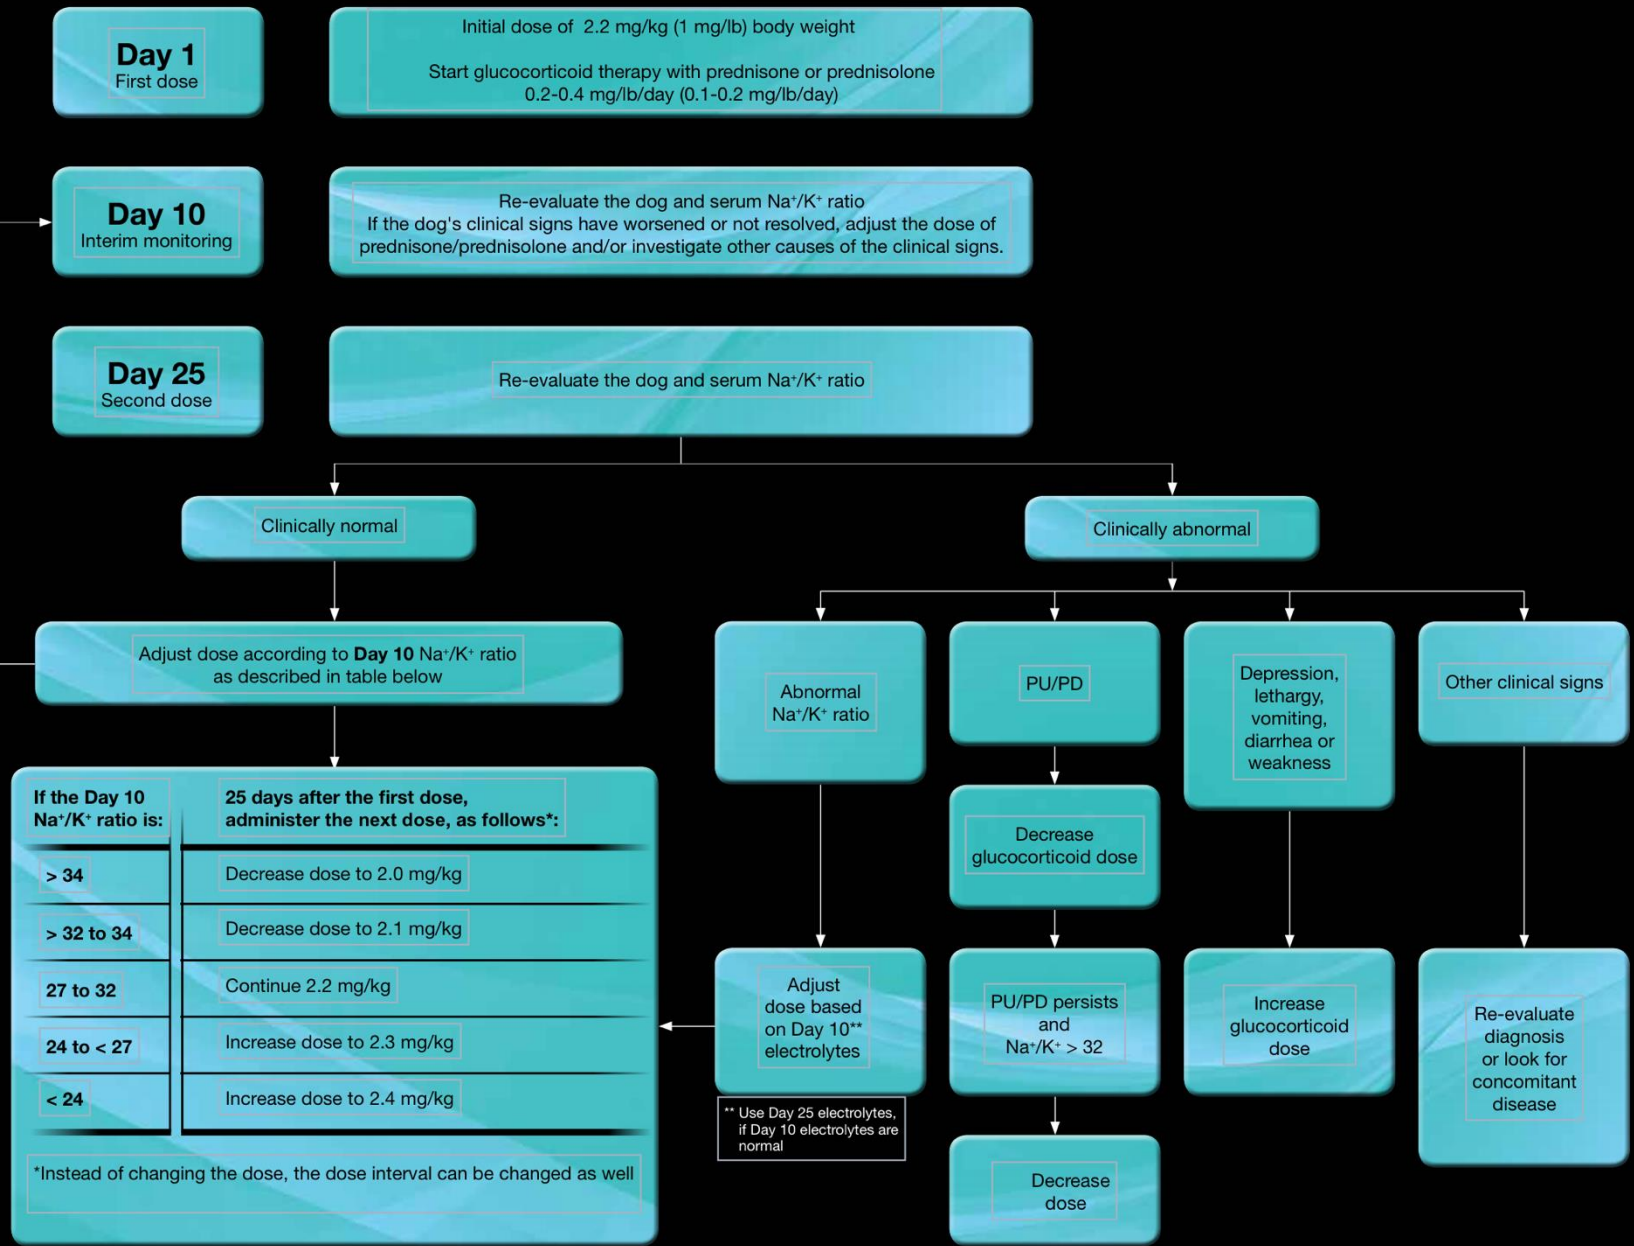 Day 1
First dose
Initial dose of 2.2 mg/kg (1 mg/lb) body weight
Start glucocorticoid therapy with prednisone or prednisolone
0.2-0.4 mg/lb/day (0.1-0.2 mg/lb/day)
Day 10
Interim monitoring
Re-evaluate the dog and serum Na⁺/K⁺ ratio
If the dog's clinical signs have worsened or not resolved, adjust the dose of
prednisone/prednisolone and/or investigate other causes of the clinical signs.
Day 25
Second dose
Re-evaluate the dog and serum Na⁺/K⁺ ratio
Clinically normal
Clinically abnormal
Adjust dose according to Day 10 Na⁺/K⁺ ratio
as described in table below
Abnormal
Na⁺/K⁺ ratio
PU/PD
Depression,
lethargy,
vomiting,
diarrhea or
weakness
Other clinical signs
If the Day 10
Na⁺/K⁺ ratio is:
25 days after the first dose,
administer the next dose, as follows*:
> 34
Decrease dose to 2.0 mg/kg
> 32 to 34
Decrease dose to 2.1 mg/kg
27 to 32
Continue 2.2 mg/kg
24 to < 27
Increase dose to 2.3 mg/kg
< 24
Increase dose to 2.4 mg/kg
*Instead of changing the dose, the dose interval can be changed as well
Decrease
glucocorticoid dose
Adjust
dose based
on Day 10**
electrolytes
** Use Day 25 electrolytes,
if Day 10 electrolytes are
normal
PU/PD persists
and
Na⁺/K⁺ > 32
Decrease
dose
Increase
glucocorticoid
dose
Re-evaluate
diagnosis
or look for
concomitant
disease